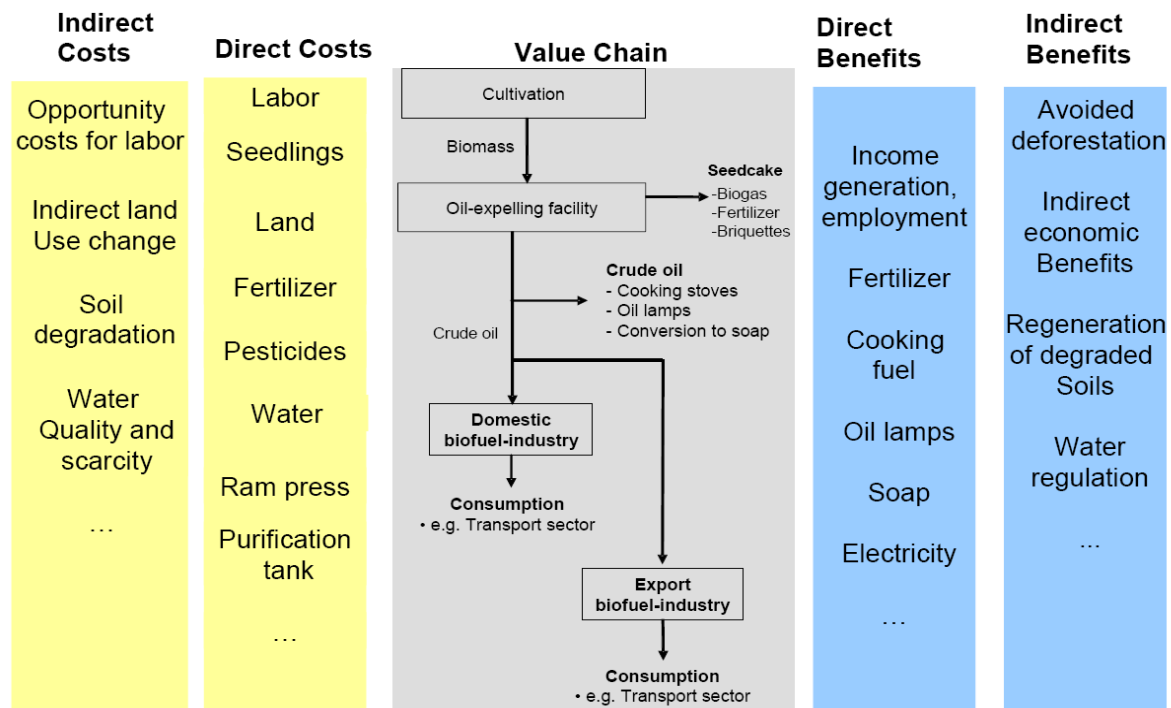 Indirect
Costs
Opportunity
costs for labor
Indirect land
Use change
Soil
degradation
Water
Quality and
scarcity
...
Direct Costs
Labor
Seedlings
Land
Fertilizer
Pesticides
Water
Ram press
Purification
tank
...
Value Chain
Cultivation
Biomass
Oil-expelling facility
Seedcake
-Biogas
-Fertilizer
-Briquettes
Crude oil
- Cooking stoves
- Oil lamps
- Conversion to soap
Crude oil
Domestic
biofuel-industry
Consumption
• e.g. Transport sector
Export
biofuel-industry
Consumption
• e.g. Transport sector
Direct
Benefits
Income
generation,
employment
Fertilizer
Cooking
fuel
Oil lamps
Soap
Electricity
...
Indirect
Benefits
Avoided
deforestation
Indirect
economic
Benefits
Regeneration
of degraded
Soils
Water
regulation
...